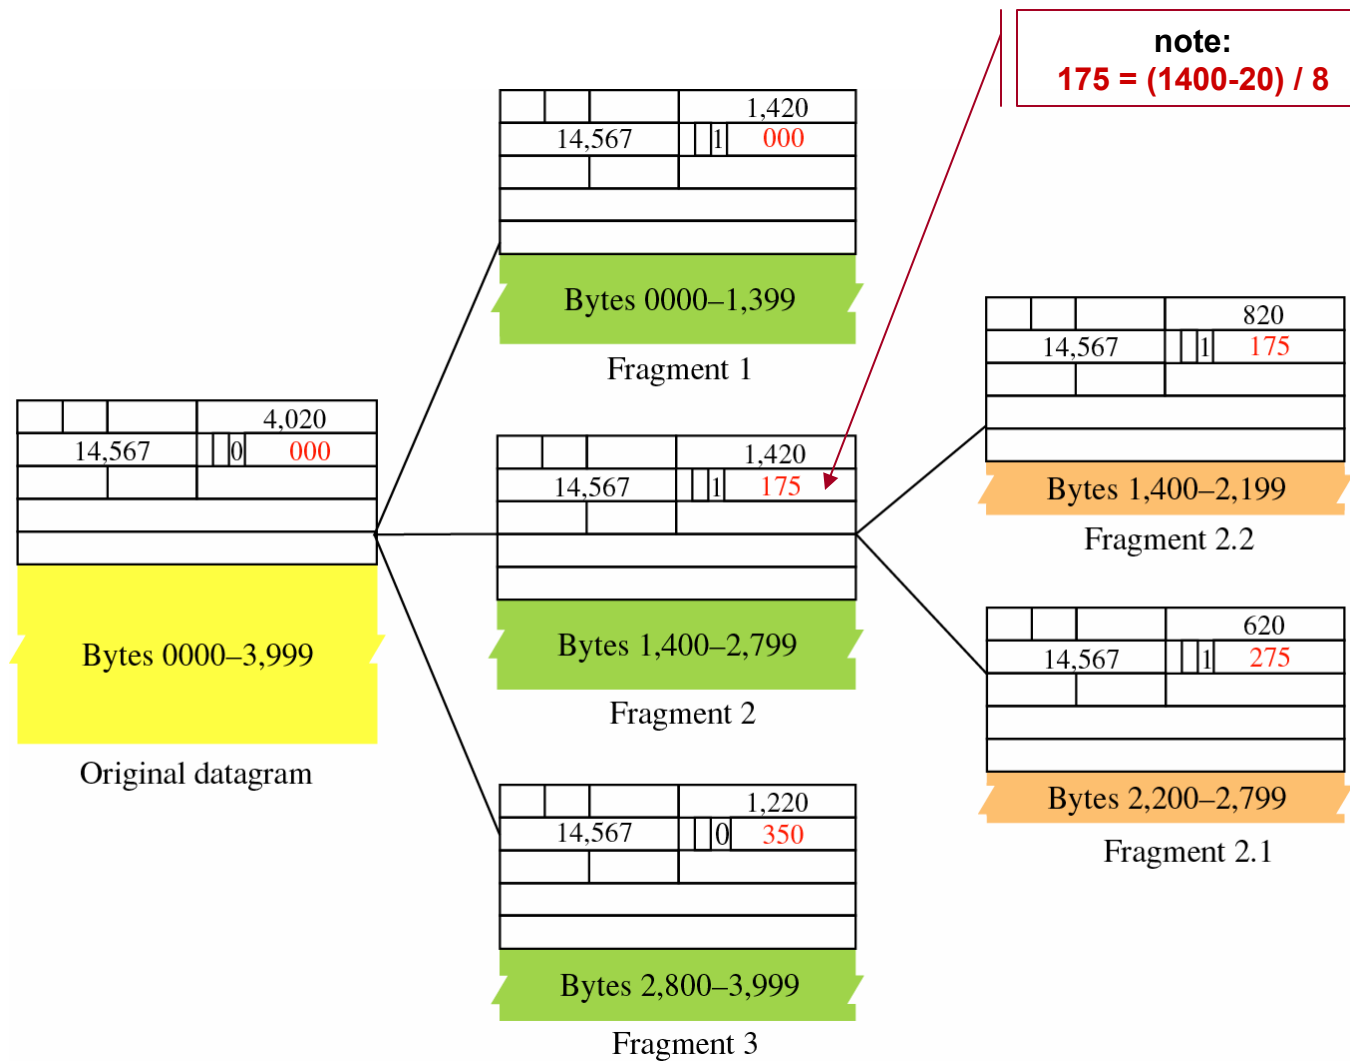 note:
175 = (1400-20) / 8
1,420
14,567 1 000
Bytes 0000–1,399
Fragment 1
4,020
14,567 0 000
Bytes 0000–3,999
Original datagram
1,420
14,567 1 175
Bytes 1,400–2,799
Fragment 2
1,220
14,567 0 350
Bytes 2,800–3,999
Fragment 3
820
14,567 1 175
Bytes 1,400–2,199
Fragment 2.2
620
14,567 1 275
Bytes 2,200–2,799
Fragment 2.1